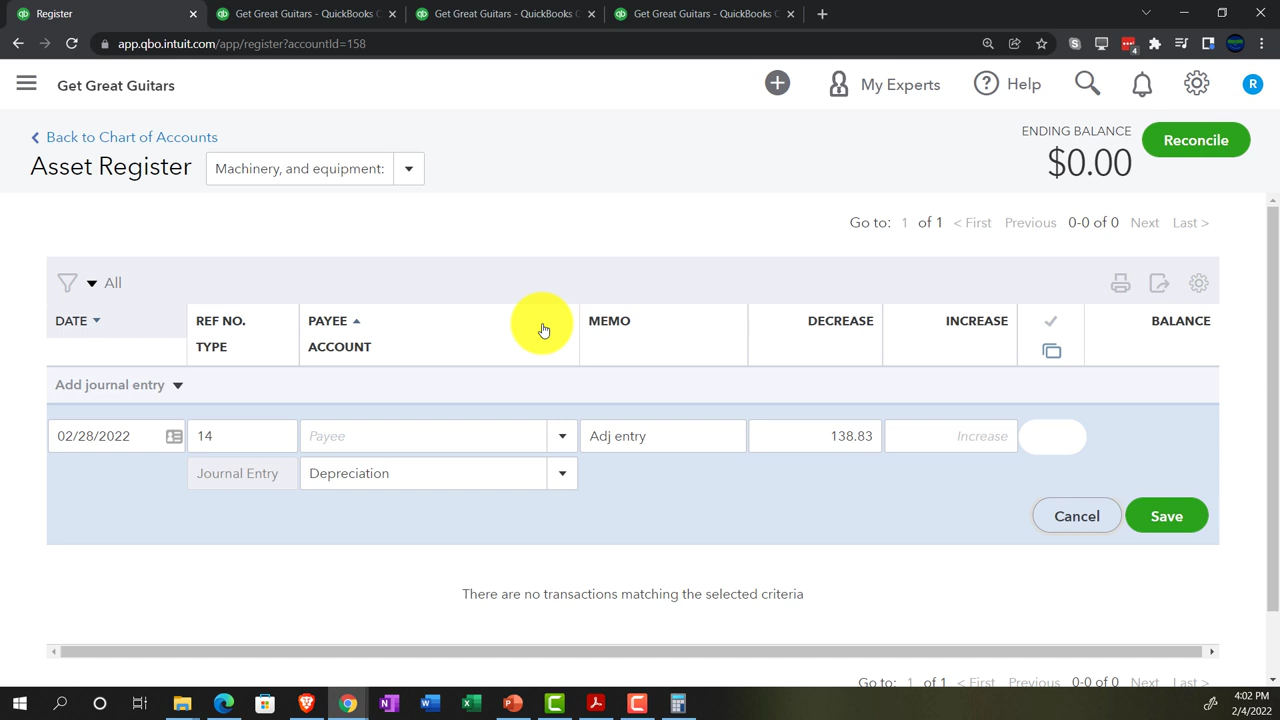 Register
Get Great Guitars - QuickBooks C
Get Great Guitars - QuickBooks C
Get Great Guitars - QuickBooks C
app.qbo.intuit.com/app/register?accountId=158
4
Get Great Guitars
My Experts
Help
R
Back to Chart of Accounts
Asset Register
Machinery, and equipment:
ENDING BALANCE
$0.00
Reconcile
Go to: 1 of 1 < First Previous 0-0 of 0 Next Last >
All
DATE REF NO. PAYEE MEMO DECREASE INCREASE BALANCE
TYPE ACCOUNT
Add journal entry
02/28/2022 14 Payee Adj entry 138.83 Increase
Journal Entry Depreciation
Cancel Save
There are no transactions matching the selected criteria
Go to: 1 of 1 < First Previous 0-0 of 0 Next Last >
4:02 PM
2/4/2022